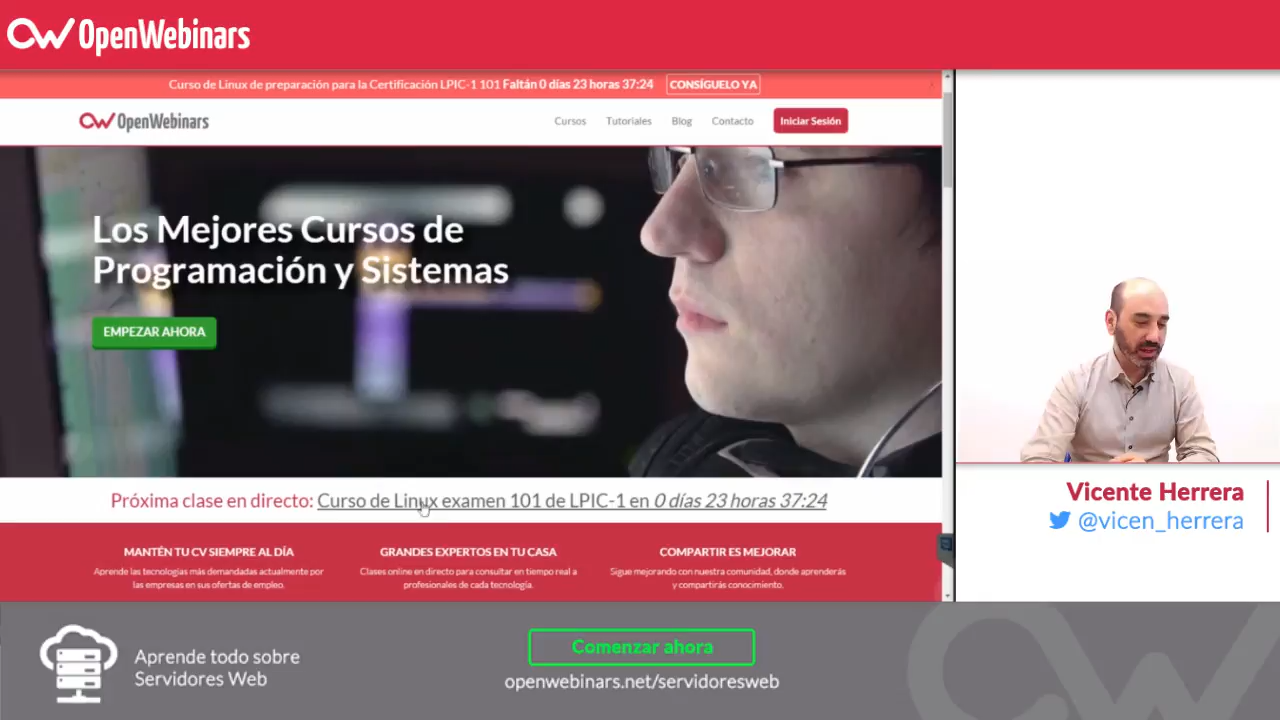 OpenWebinars
Curso de Linux de preparación para la Certificación LPIC-1 101 Faltán 0 días 23 horas 37:24 CONSÍGUELO YA
OpenWebinars Cursos Tutoriales Blog Contacto Iniciar Sesión
Los Mejores Cursos de
Programación y Sistemas
EMPEZAR AHORA
Próxima clase en directo: Curso de Linux examen 101 de LPIC-1 en 0 días 23 horas 37:24
MANTÉN TU CV SIEMPRE AL DÍA
Aprende las tecnologías más demandadas actualmente por
las empresas en sus ofertas de empleo.
GRANDES EXPERTOS EN TU CASA
Clases online en directo para consultar en tiempo real a
profesionales de cada tecnología.
COMPARTIR ES MEJORAR
Sigue mejorando con nuestra comunidad, donde aprenderás
y compartirás conocimiento.
Vicente Herrera
@vicen_herrera
Aprende todo sobre
Servidores Web
Comenzar ahora
openwebinars.net/servidoresweb